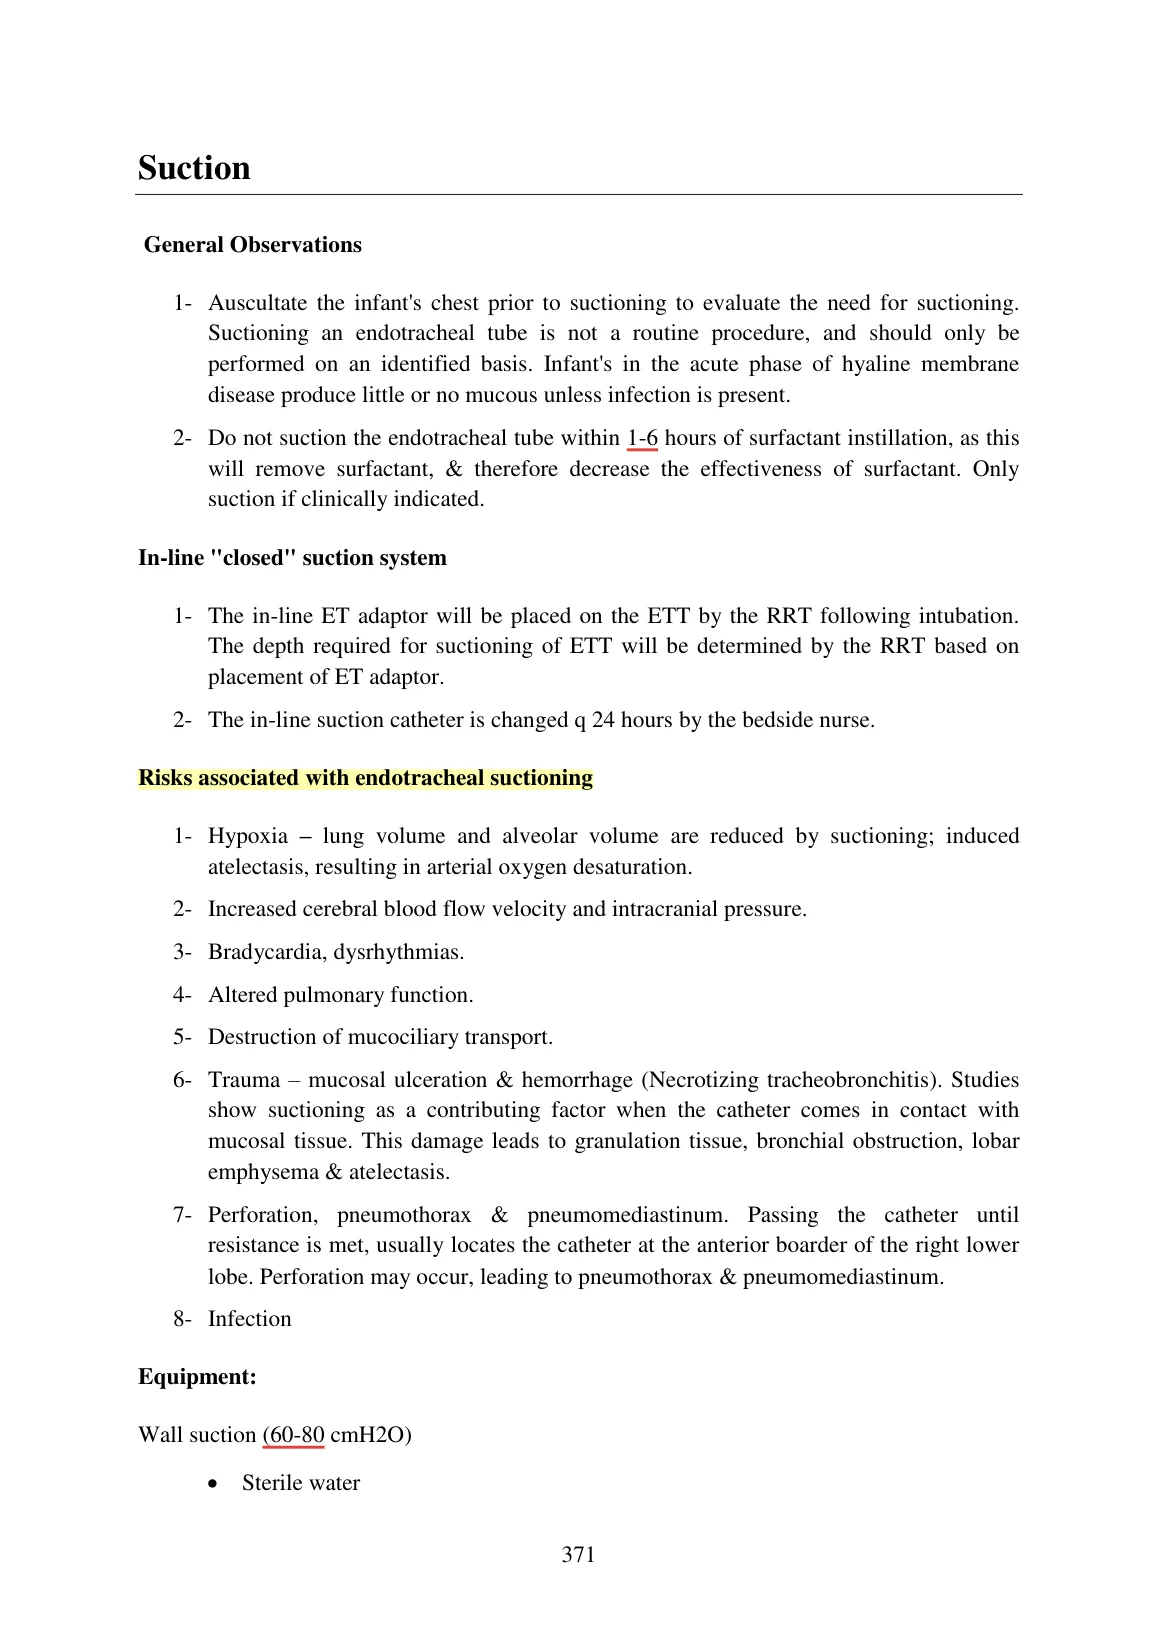 Suction
General Observations
1- Auscultate the infant's chest prior to suctioning to evaluate the need for suctioning.
Suctioning an endotracheal tube is not a routine procedure, and should only be
performed on an identified basis. Infant's in the acute phase of hyaline membrane
disease produce little or no mucous unless infection is present.
2- Do not suction the endotracheal tube within 1-6 hours of surfactant instillation, as this
will remove surfactant, & therefore decrease the effectiveness of surfactant. Only
suction if clinically indicated.
In-line "closed" suction system
1- The in-line ET adaptor will be placed on the ETT by the RRT following intubation.
The depth required for suctioning of ETT will be determined by the RRT based on
placement of ET adaptor.
2- The in-line suction catheter is changed q 24 hours by the bedside nurse.
Risks associated with endotracheal suctioning
1- Hypoxia – lung volume and alveolar volume are reduced by suctioning; induced
atelectasis, resulting in arterial oxygen desaturation.
2- Increased cerebral blood flow velocity and intracranial pressure.
3- Bradycardia, dysrhythmias.
4- Altered pulmonary function.
5- Destruction of mucociliary transport.
6- Trauma – mucosal ulceration & hemorrhage (Necrotizing tracheobronchitis). Studies
show suctioning as a contributing factor when the catheter comes in contact with
mucosal tissue. This damage leads to granulation tissue, bronchial obstruction, lobar
emphysema & atelectasis.
7- Perforation, pneumothorax & pneumomediastinum. Passing the catheter until
resistance is met, usually locates the catheter at the anterior boarder of the right lower
lobe. Perforation may occur, leading to pneumothorax & pneumomediastinum.
8- Infection
Equipment:
Wall suction (60-80 cmH2O)
• Sterile water
371